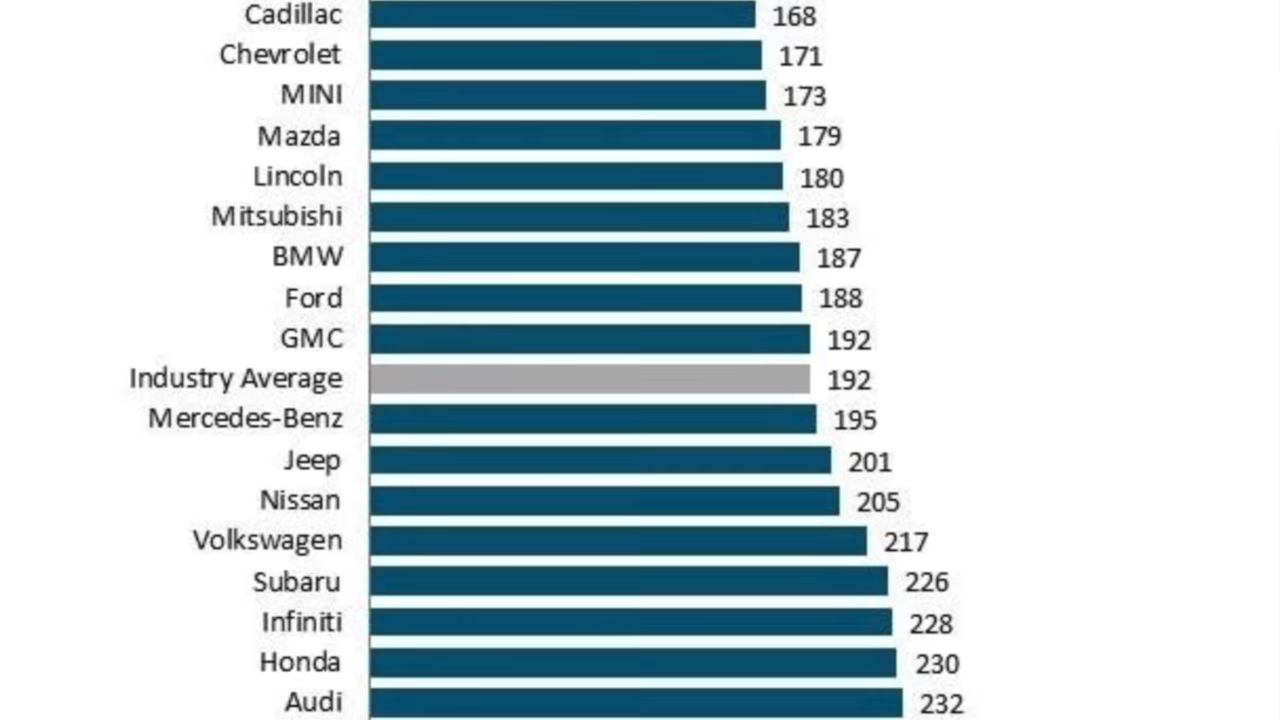 Cadillac 168
Chevrolet 171
MINI 173
Mazda 179
Lincoln 180
Mitsubishi 183
BMW 187
Ford 188
GMC 192
Industry Average 192
Mercedes-Benz 195
Jeep 201
Nissan 205
Volkswagen 217
Subaru 226
Infiniti 228
Honda 230
Audi 232